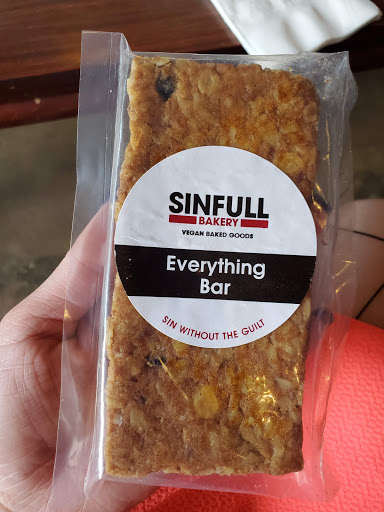 SINFULL
BAKERY
VEGAN BAKED GOODS
Everything
Bar
SIN WITHOUT THE GUILT